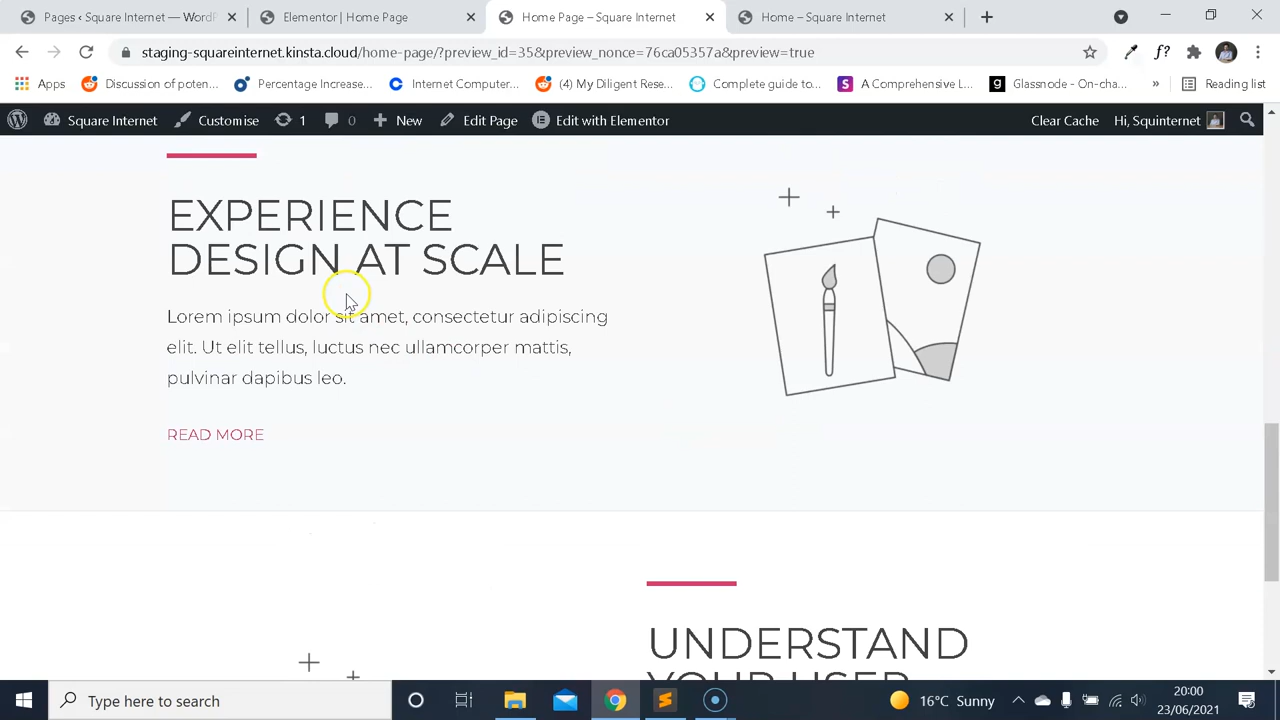 Pages ‹ Square Internet — WordP
Elementor | Home Page
Home Page – Square Internet
Home – Square Internet
staging-squareinternet.kinsta.cloud/home-page/?preview_id=35&preview_nonce=76ca05357a&preview=true
f?
Apps
Discussion of poten...
Percentage Increase...
Internet Computer...
(4) My Diligent Rese...
Complete guide to...
A Comprehensive L...
Glassnode - On-cha...
»
Reading list
Square Internet
Customise
1
0
New
Edit Page
Edit with Elementor
Clear Cache
Hi, Squinternet
EXPERIENCE
DESIGN AT SCALE
Lorem ipsum dolor sit amet, consectetur adipiscing
elit. Ut elit tellus, luctus nec ullamcorper mattis,
pulvinar dapibus leo.
READ MORE
UNDERSTAND
YOUR USER
Type here to search
16°C Sunny
20:00
23/06/2021